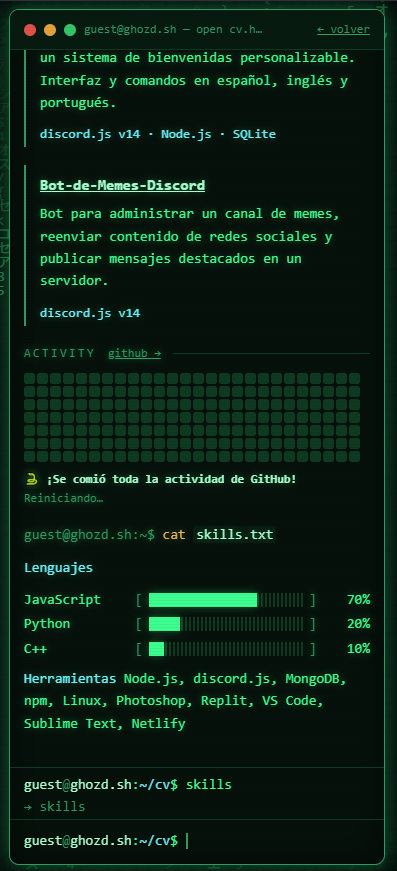 guest@ghozd.sh — open cv.h… ← volver
un sistema de bienvenidas personalizable.
Interfaz y comandos en español, inglés y
portugués.
discord.js v14 · Node.js · SQLite
Bot-de-Memes-Discord
Bot para administrar un canal de memes,
reenviar contenido de redes sociales y
publicar mensajes destacados en un
servidor.
discord.js v14
ACTIVITY github →
¡Se comió toda la actividad de GitHub!
Reiniciando…
guest@ghozd.sh:~$ cat skills.txt
Lenguajes
JavaScript [ ] 70%
Python [ ] 20%
C++ [ ] 10%
Herramientas Node.js, discord.js, MongoDB,
npm, Linux, Photoshop, Replit, VS Code,
Sublime Text, Netlify
guest@ghozd.sh:~/cv$ skills
→ skills
guest@ghozd.sh:~/cv$